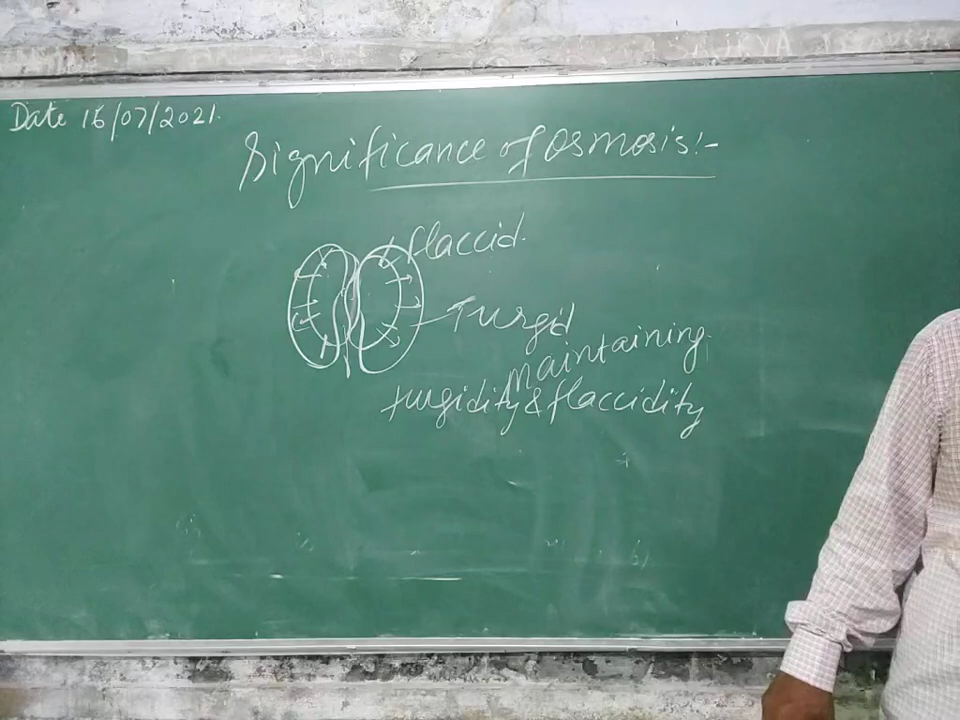 Date 16/07/2021.
Significance of osmosis:-
flaccid.
Turgid
Maintaining
turgidity & flaccidity